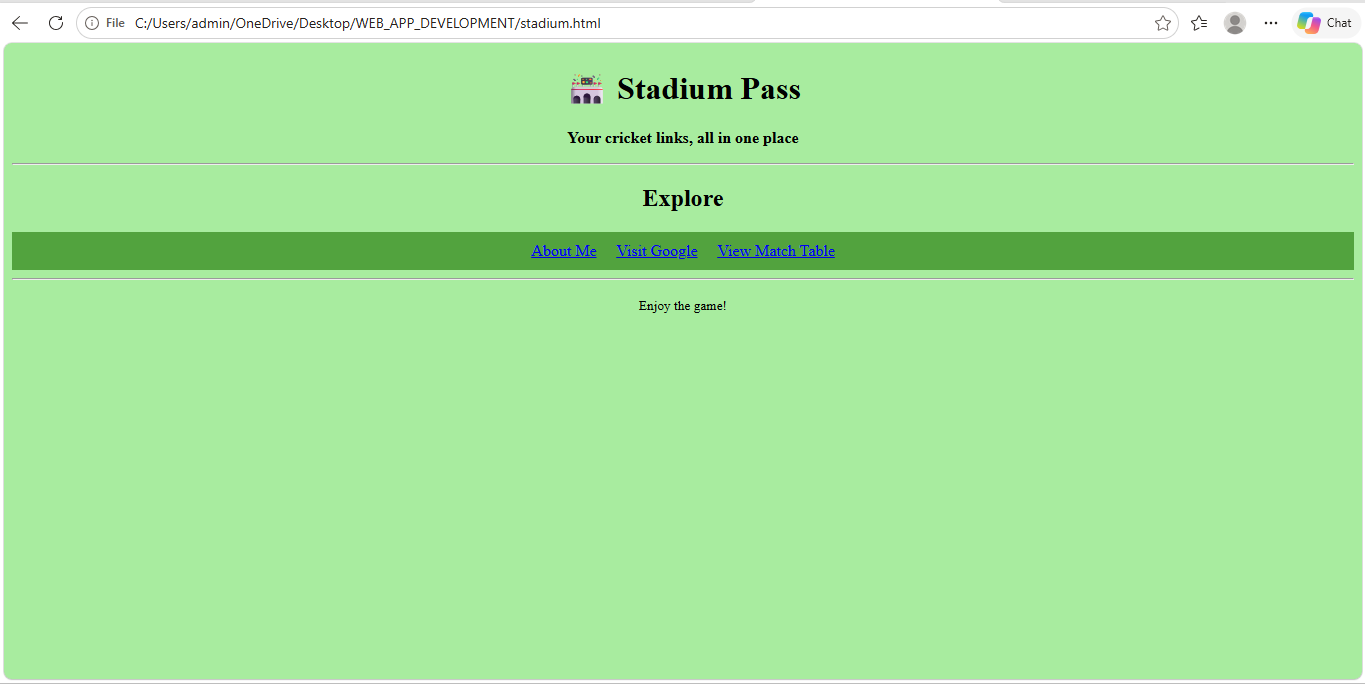 File C:/Users/admin/OneDrive/Desktop/WEB_APP_DEVELOPMENT/stadium.html
Chat
🏟️ Stadium Pass
Your cricket links, all in one place
Explore
About Me Visit Google View Match Table
Enjoy the game!